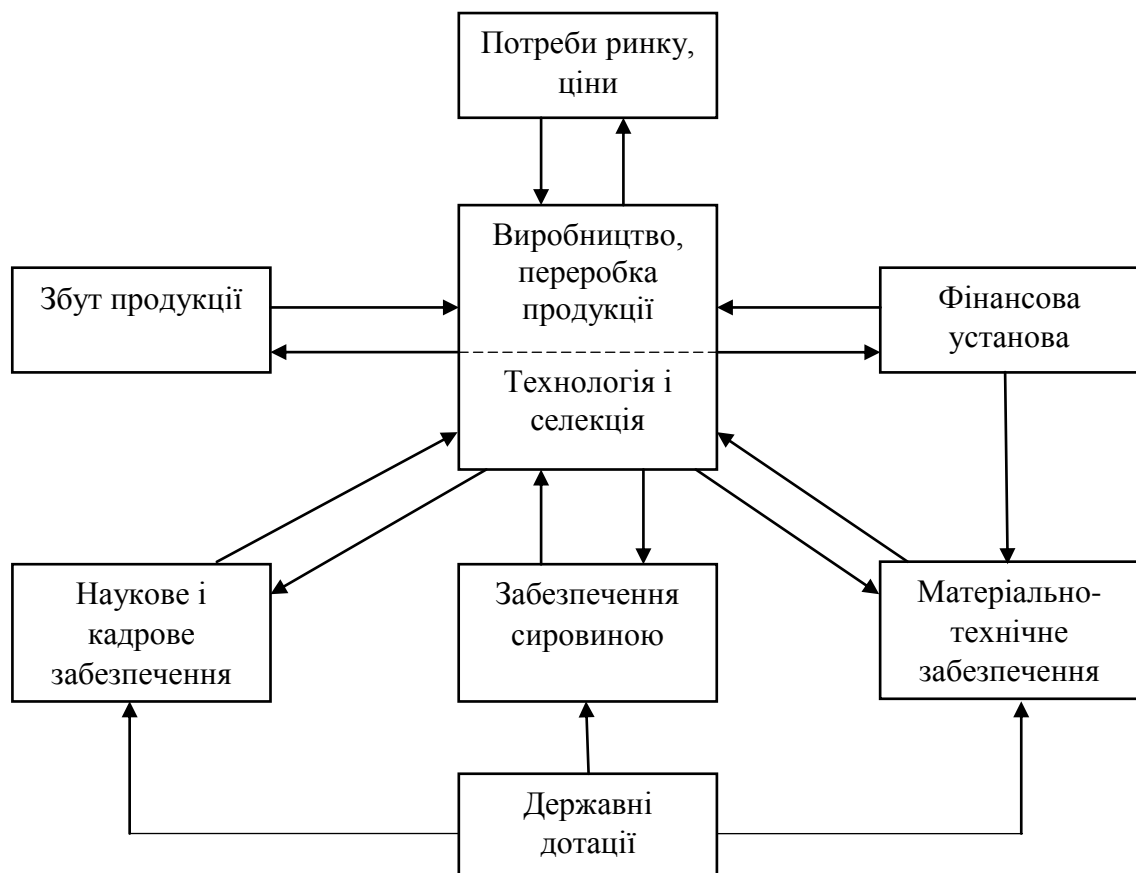 Потреби ринку,
ціни
Виробництво,
переробка
продукції
Технологія і
селекція
Збут продукції
Фінансова
установа
Наукове і
кадрове
забезпечення
Забезпечення
сировиною
Матеріально-
технічне
забезпечення
Державні
дотації